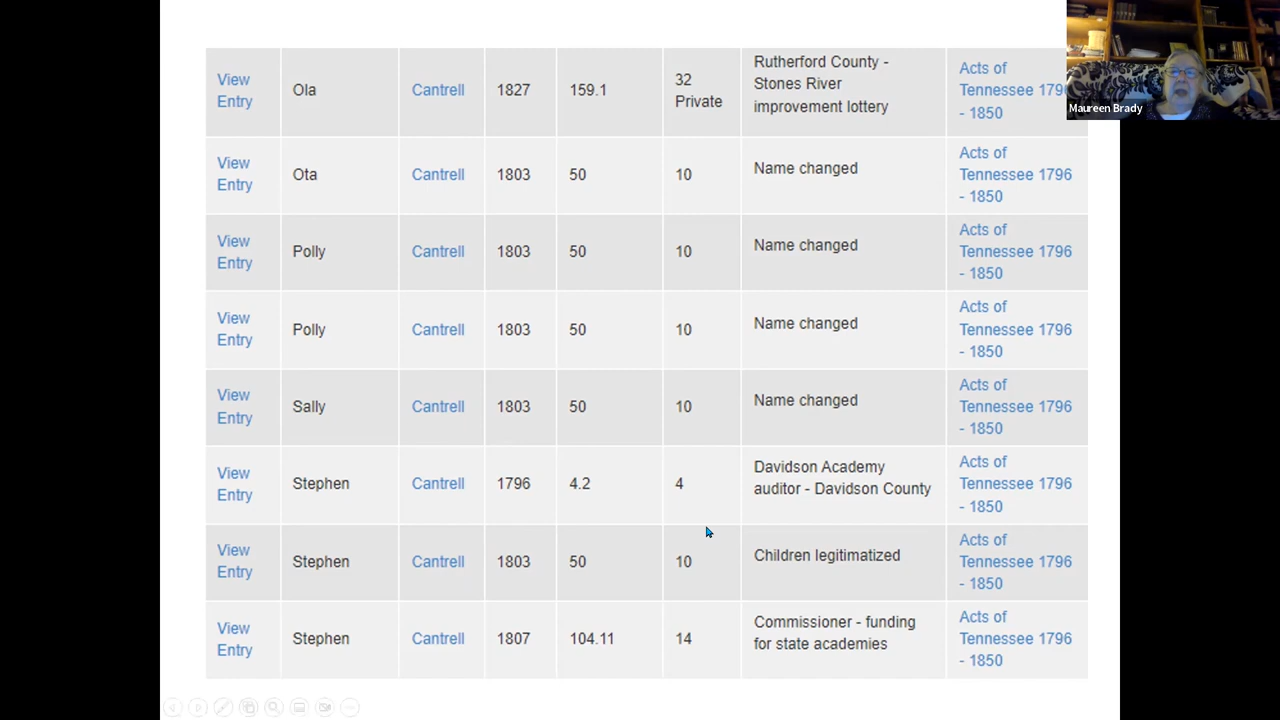 View Entry Ola Cantrell 1827 159.1 32 Private Rutherford County - Stones River improvement lottery Acts of Tennessee 179 - 1850
Maureen Brady
View Entry Ota Cantrell 1803 50 10 Name changed Acts of Tennessee 1796 - 1850
View Entry Polly Cantrell 1803 50 10 Name changed Acts of Tennessee 1796 - 1850
View Entry Polly Cantrell 1803 50 10 Name changed Acts of Tennessee 1796 - 1850
View Entry Sally Cantrell 1803 50 10 Name changed Acts of Tennessee 1796 - 1850
View Entry Stephen Cantrell 1796 4.2 4 Davidson Academy auditor - Davidson County Acts of Tennessee 1796 - 1850
View Entry Stephen Cantrell 1803 50 10 Children legitimatized Acts of Tennessee 1796 - 1850
View Entry Stephen Cantrell 1807 104.11 14 Commissioner - funding for state academies Acts of Tennessee 1796 - 1850